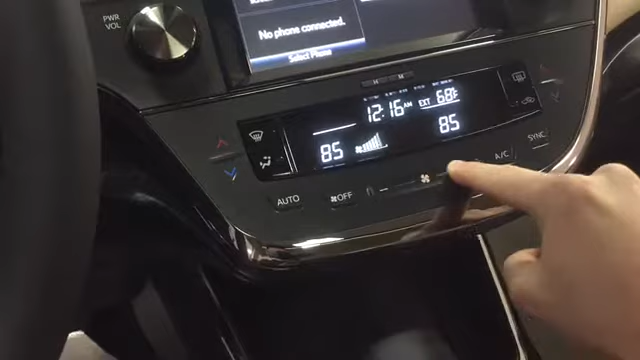 PWR
VOL
No phone connected.
Select Phone
H M
12:16 AM EXT 68°F
85 85
AUTO
OFF
A/C
SYNC